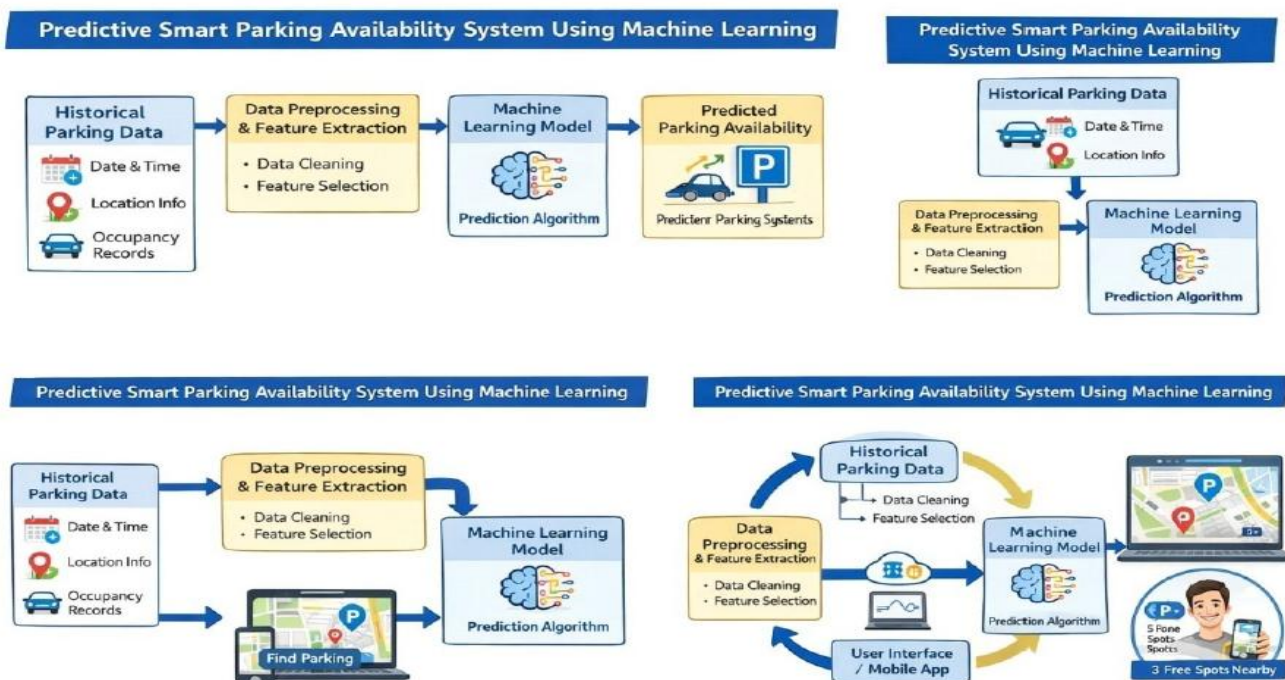 Predictive Smart Parking Availability System Using Machine Learning
Historical
Parking Data
Date & Time
Location Info
Occupancy
Records
Data Preprocessing
& Feature Extraction
• Data Cleaning
• Feature Selection
Machine
Learning Model
Prediction Algorithm
Predicted
Parking Availability
P
Predictenr Parking Systents
Predictive Smart Parking Availability
System Using Machine Learning
Historical Parking Data
Date & Time
Location Info
Data Preprocessing
& Feature Extraction
• Data Cleaning
• Feature Selection
Machine Learning
Model
Prediction Algorithm
Predictive Smart Parking Availability System Using Machine Learning
Historical
Parking Data
Date & Time
Location Info
Occupancy
Records
Data Preprocessing
& Feature Extraction
• Data Cleaning
• Feature Selection
P
Find Parking
Machine Learning
Model
Prediction Algorithm
Predictive Smart Parking Availability System Using Machine Learning
Historical
Parking Data
Data Cleaning
Feature Selection
Data
Preprocessing
& Feature Extraction
• Data Cleaning
• Feature Selection
Machine
Learning Model
Prediction Algorithm
User Interface
/ Mobile App
P
P
P
5 Fone
Spots
Spotts
3 Free Spots Nearby